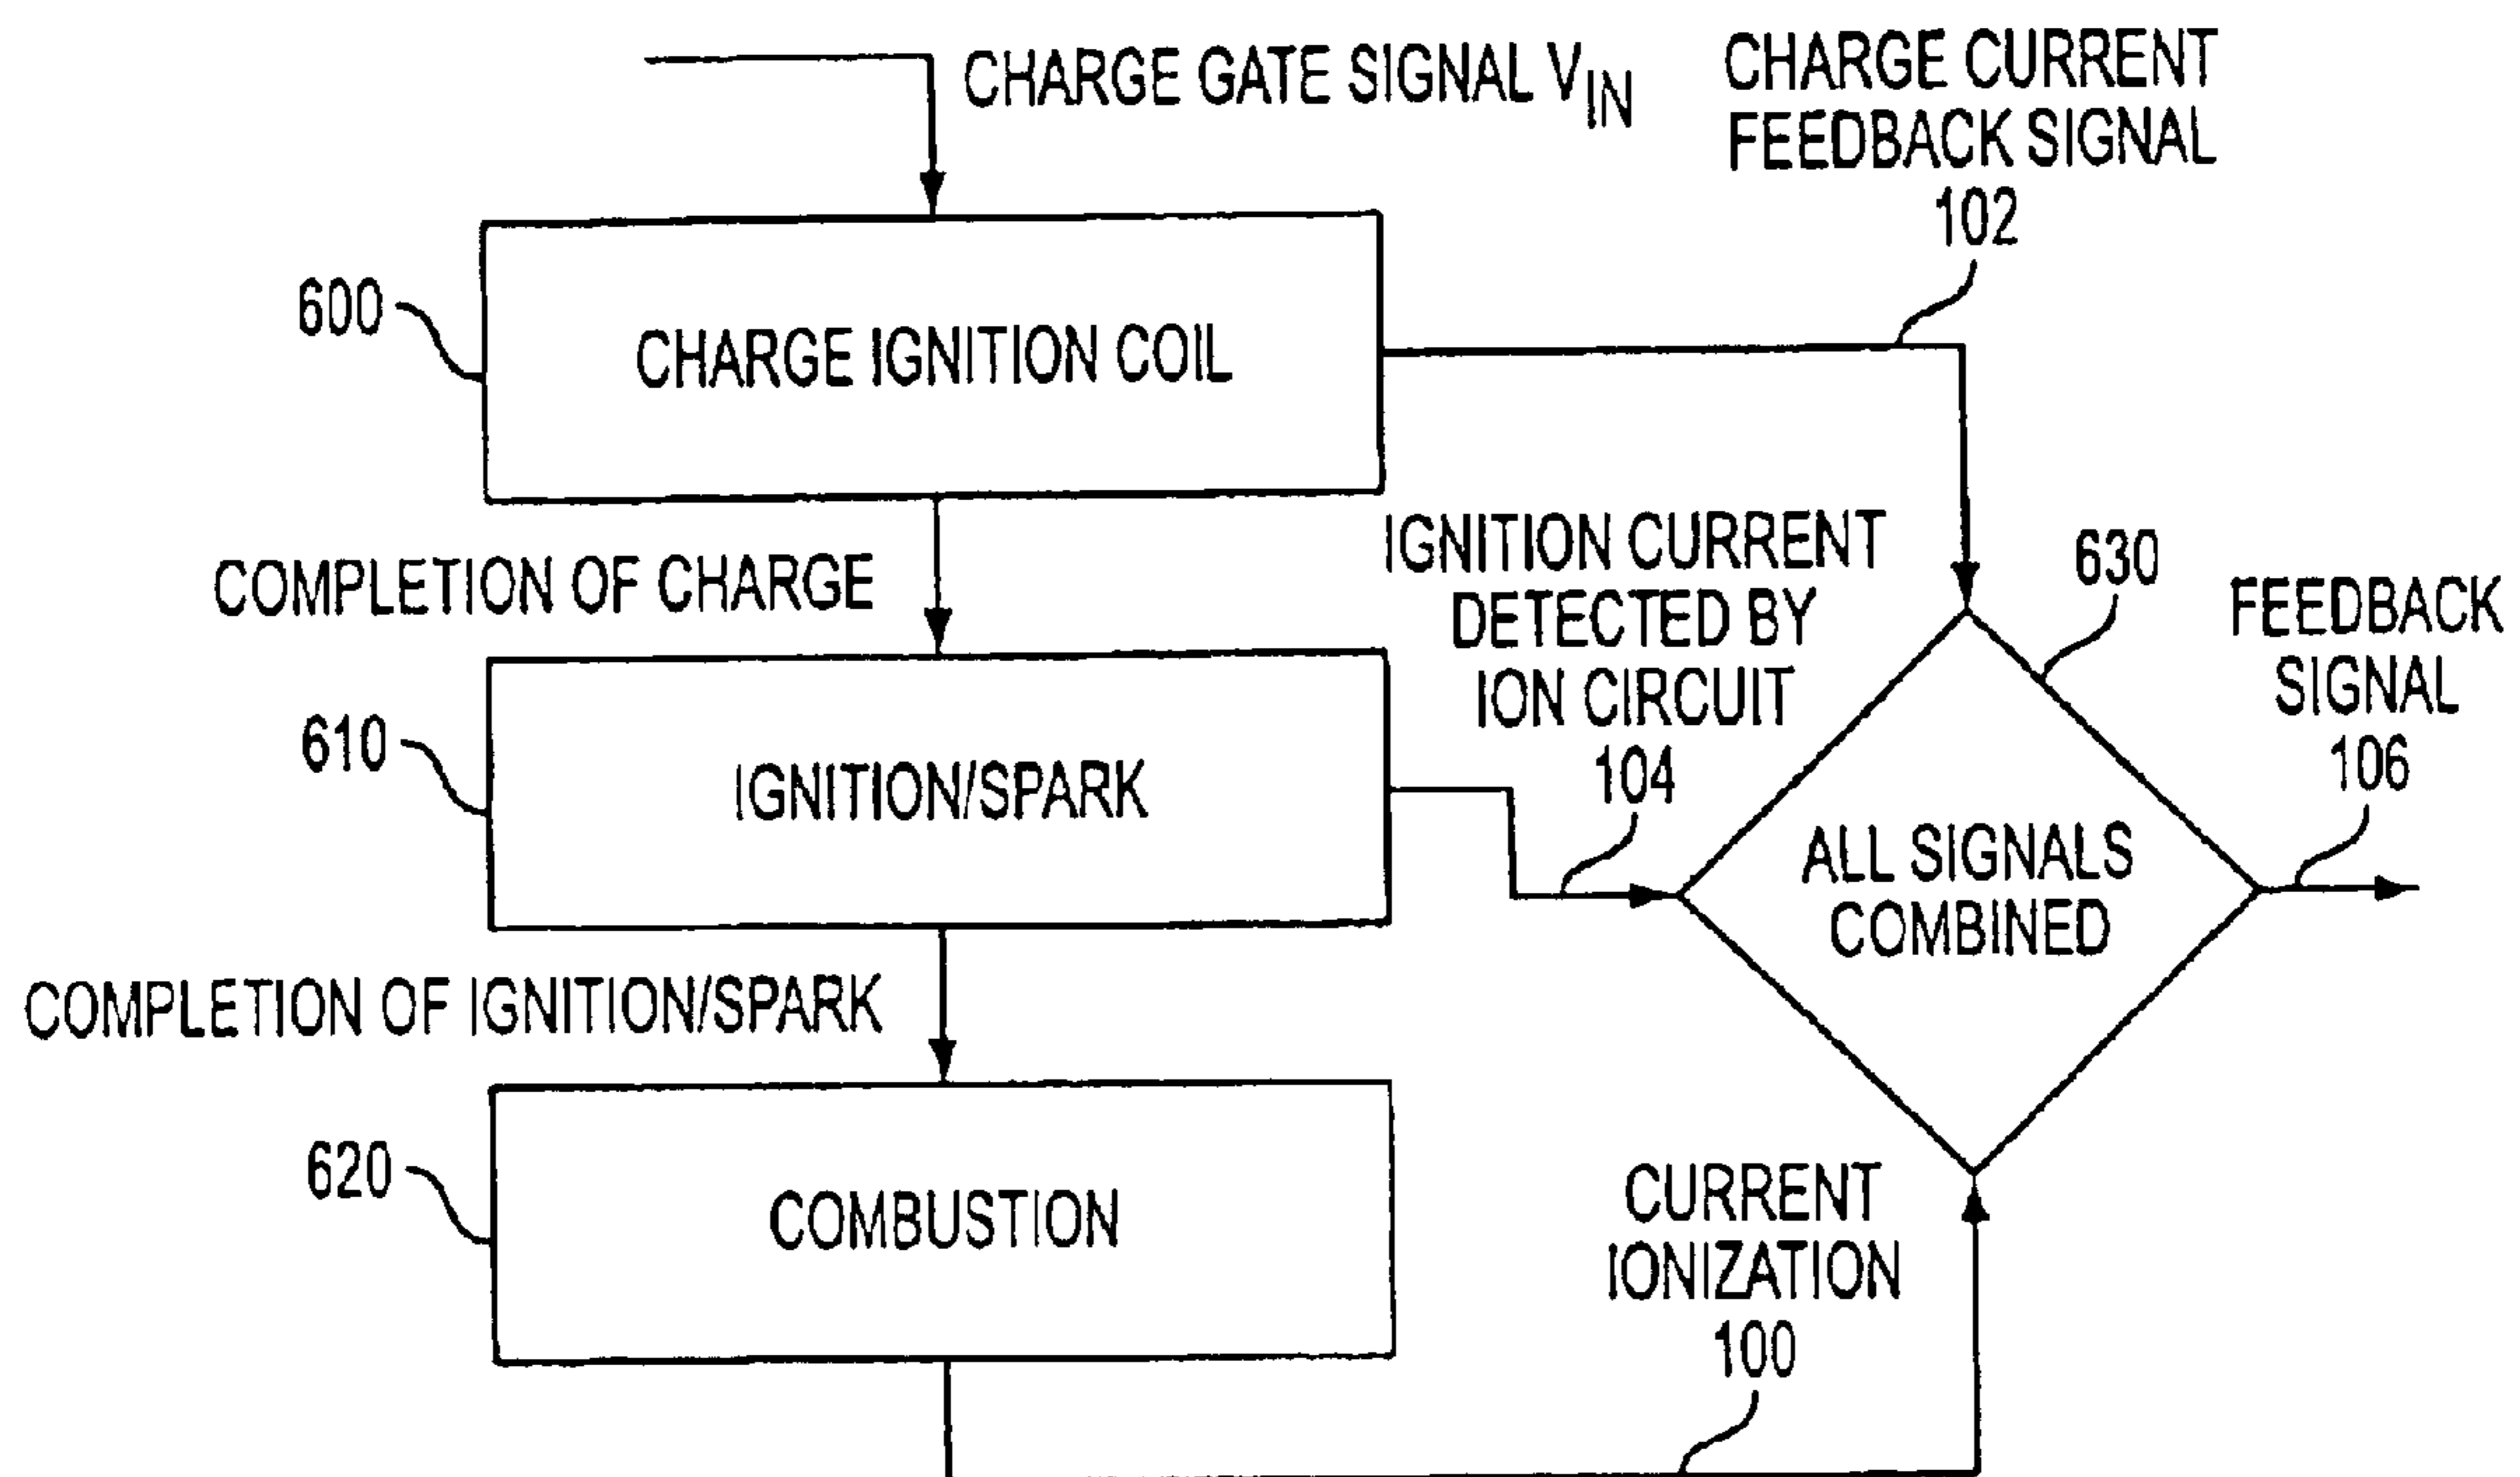 CHARGE GATE SIGNAL VIN
CHARGE CURRENT
FEEDBACK SIGNAL
102
600
CHARGE IGNITION COIL
COMPLETION OF CHARGE
IGNITION CURRENT
DETECTED BY
ION CIRCUIT
104
630
FEEDBACK
SIGNAL
106
610
IGNITION/SPARK
ALL SIGNALS
COMBINED
COMPLETION OF IGNITION/SPARK
620
COMBUSTION
CURRENT
IONIZATION
100